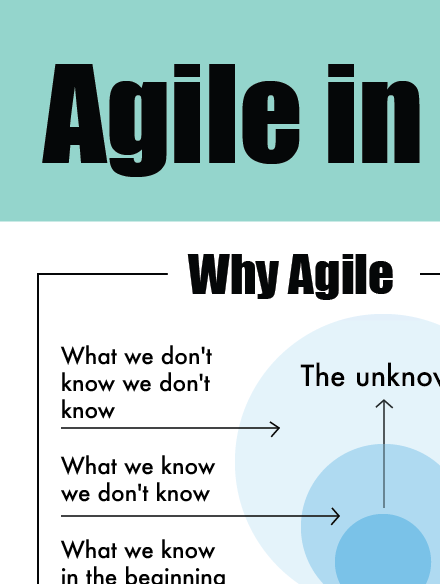 Agile in
Why Agile
What we don't
know we don't
know
The unknow
What we know
we don't know
What we know
in the beginning